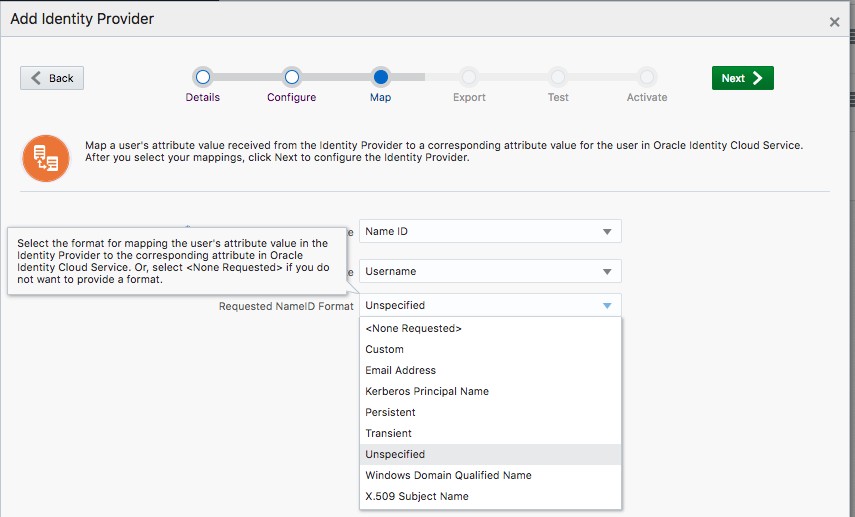 Add Identity Provider
Back
Next
Details
Configure
Map
Export
Test
Activate
Map a user's attribute value received from the Identity Provider to a corresponding attribute value for the user in Oracle Identity Cloud Service.
After you select your mappings, click Next to configure the Identity Provider.
* e
Name ID
Select the format for mapping the user's attribute value in the
Identity Provider to the corresponding attribute in Oracle
Identity Cloud Service. Or, select <None Requested> if you do
not want to provide a format.
e
Username
Requested NameID Format
Unspecified
<None Requested>
Custom
Email Address
Kerberos Principal Name
Persistent
Transient
Unspecified
Windows Domain Qualified Name
X.509 Subject Name